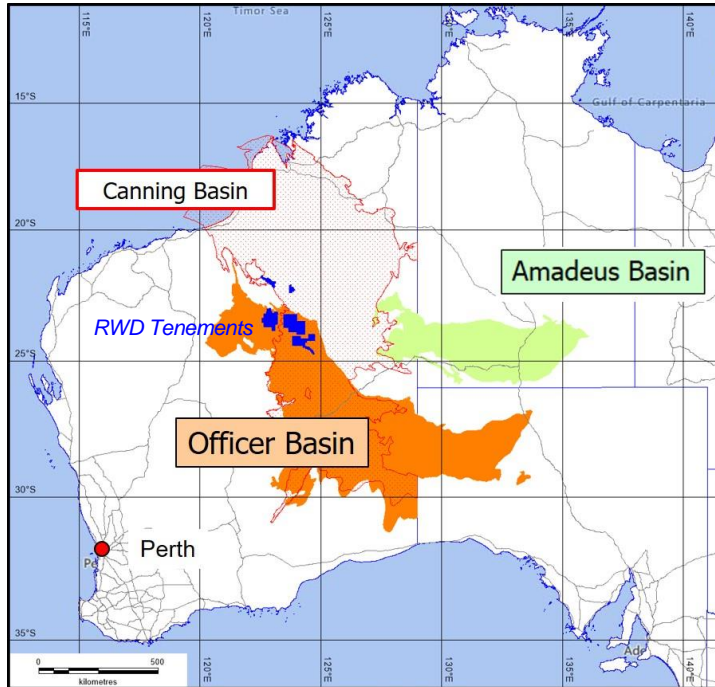 Timor Sea
115°E
120°E
125°E
130°E
135°E
140°E
15°S
Gulf of Carpentaria
Canning Basin
20°S
Amadeus Basin
RWD Tenements
25°S
Officer Basin
30°S
Perth
35°S
0 500
kilometres
120°E
125°E
130°E
135°E
140°E